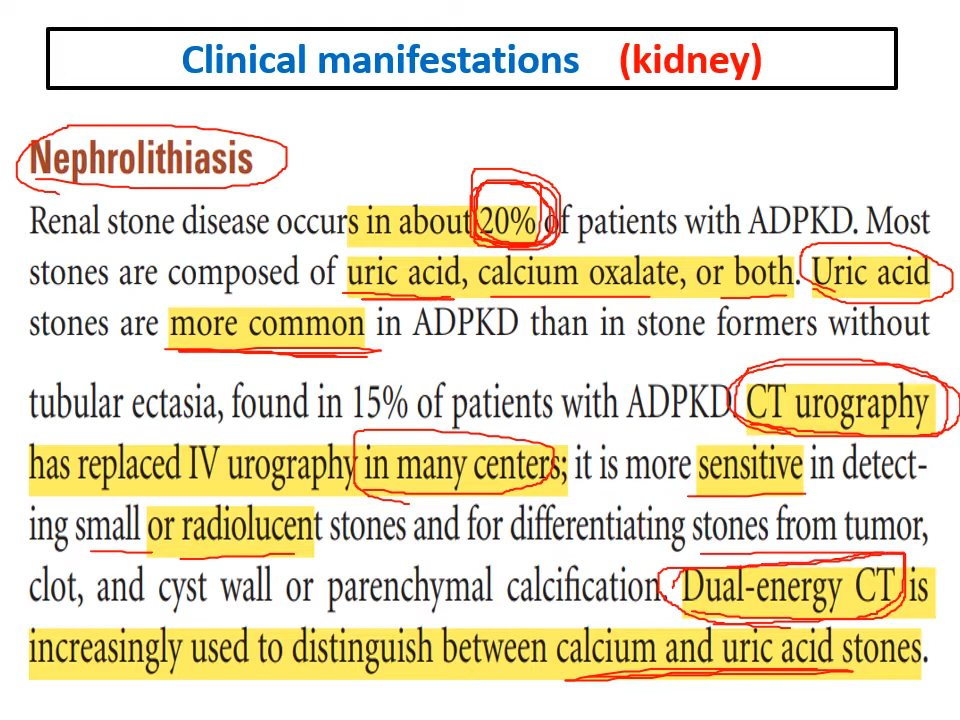 Clinical manifestations (kidney)
Nephrolithiasis
Renal stone disease occurs in about 20% of patients with ADPKD. Most
stones are composed of uric acid, calcium oxalate, or both. Uric acid
stones are more common in ADPKD than in stone formers without
tubular ectasia, found in 15% of patients with ADPKD. CT urography
has replaced IV urography in many centers; it is more sensitive in detect-
ing small or radiolucent stones and for differentiating stones from tumor,
clot, and cyst wall or parenchymal calcification. Dual-energy CT is
increasingly used to distinguish between calcium and uric acid stones.